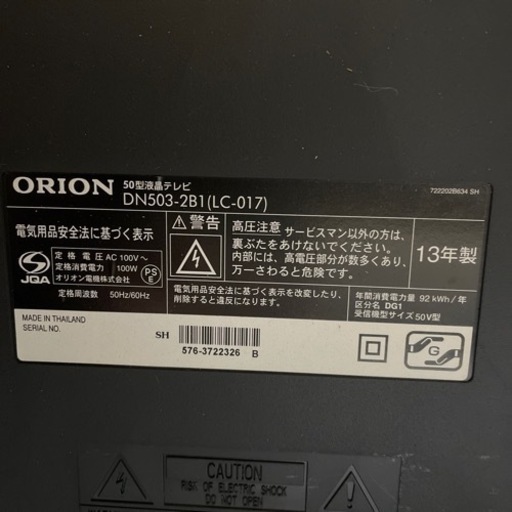 ORION 50型液晶テレビ
DN503-2B1(LC-017)
722202B634 SH
電気用品安全法に基づく表示
定格電圧 AC 100V~
定格消費電力 100W
オリオン電機株式会社
定格周波数 50Hz/60Hz
JQA
PS
E
警告
高圧注意 サービスマン以外の方は、
裏ぶたをあけないでください。
内部には、高電圧部分が数多くあり、
万一さわると危険です。
電気用品安全法に基づく表示を改変したり、
削除すると違反になります。
13年製
年間消費電力量 92 kWh/年
区分名 DG1
受信機型サイズ 50V型
MADE IN THAILAND
SERIAL NO.
SH
576-3722326 B
G
CAUTION
RISK OF ELECTRIC SHOCK
DO NOT OPEN